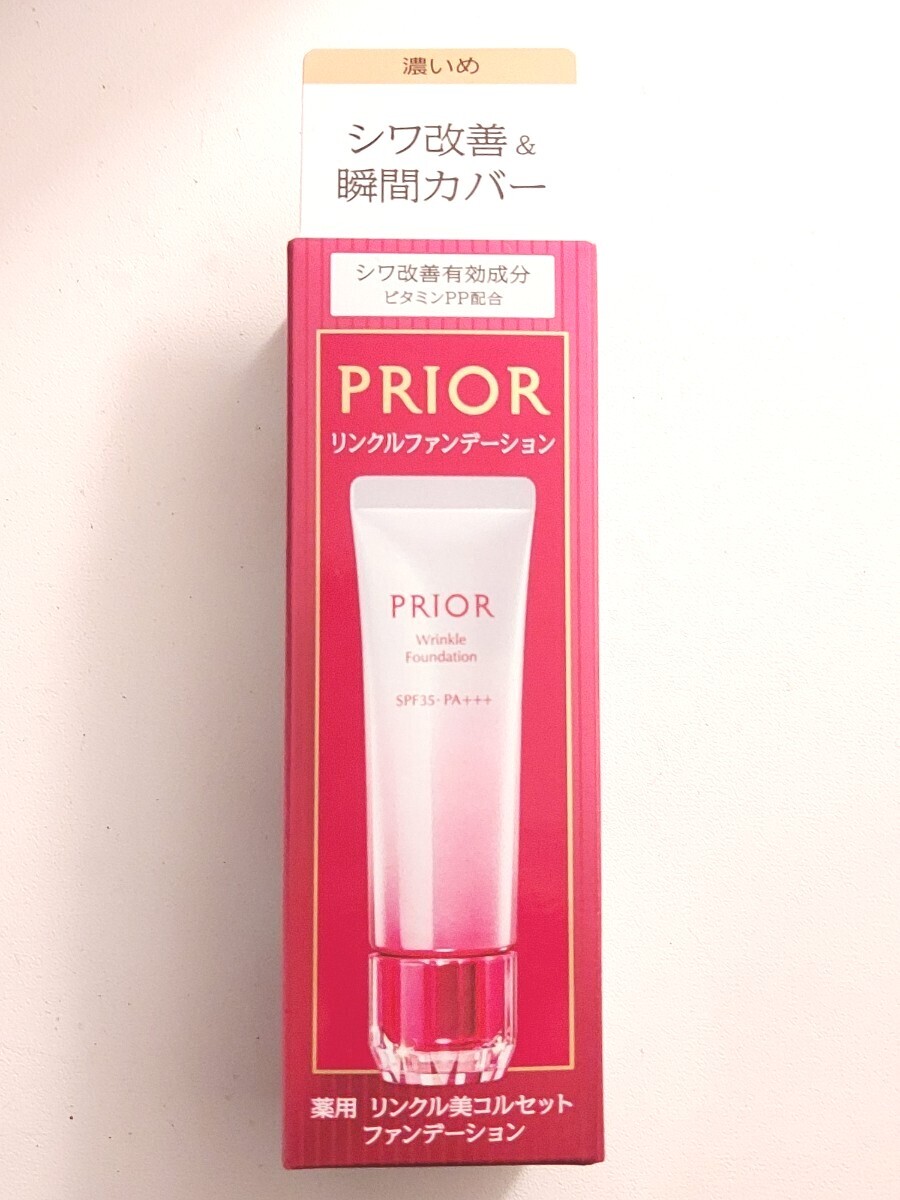 濃いめ
シワ改善&
瞬間カバー
シワ改善有効成分
ビタミンPP配合
PRIOR
リンクルファンデーション
PRIOR
Wrinkle
Foundation
SPF35・PA+++
薬用 リンクル美コルセット
ファンデーション